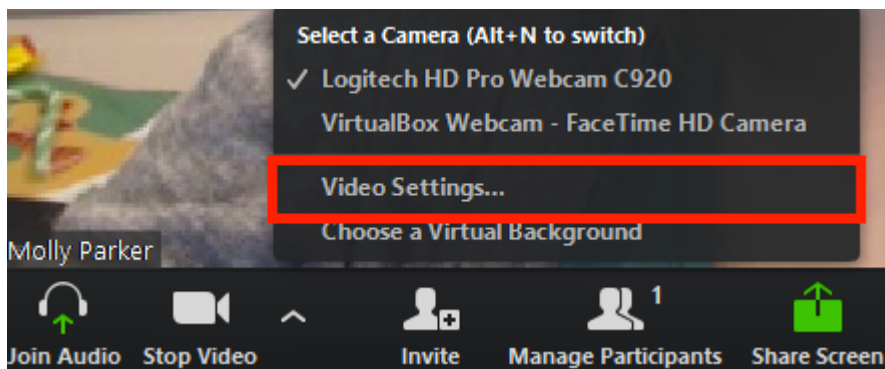 Select a Camera (Alt+N to switch)
✓ Logitech HD Pro Webcam C920
VirtualBox Webcam - FaceTime HD Camera
Video Settings...
Choose a Virtual Background
Molly Parker
1
Join Audio
Stop Video
Invite
Manage Participants
Share Screen